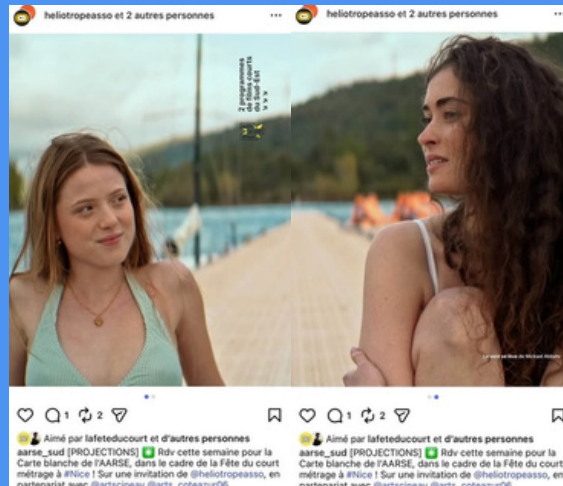 heliotropeasso et 2 autres personnes
2 programmes
de films courts
du Sud-Est
1
2
Aimé par lafeteducourt et d'autres personnes
aarse_sud [PROJECTIONS] Rdv cette semaine pour la
Carte blanche de l'AARSE, dans le cadre de la Fête du court
métrage à #Nice ! Sur une invitation de @heliotropeasso, en
partenariat avec @artscipeau @arts_coteazur06
heliotropeasso et 2 autres personnes
1
2
Aimé par lafeteducourt et d'autres personnes
aarse_sud [PROJECTIONS] Rdv cette semaine pour la
Carte blanche de l'AARSE, dans le cadre de la Fête du court
métrage à #Nice ! Sur une invitation de @heliotropeasso, en